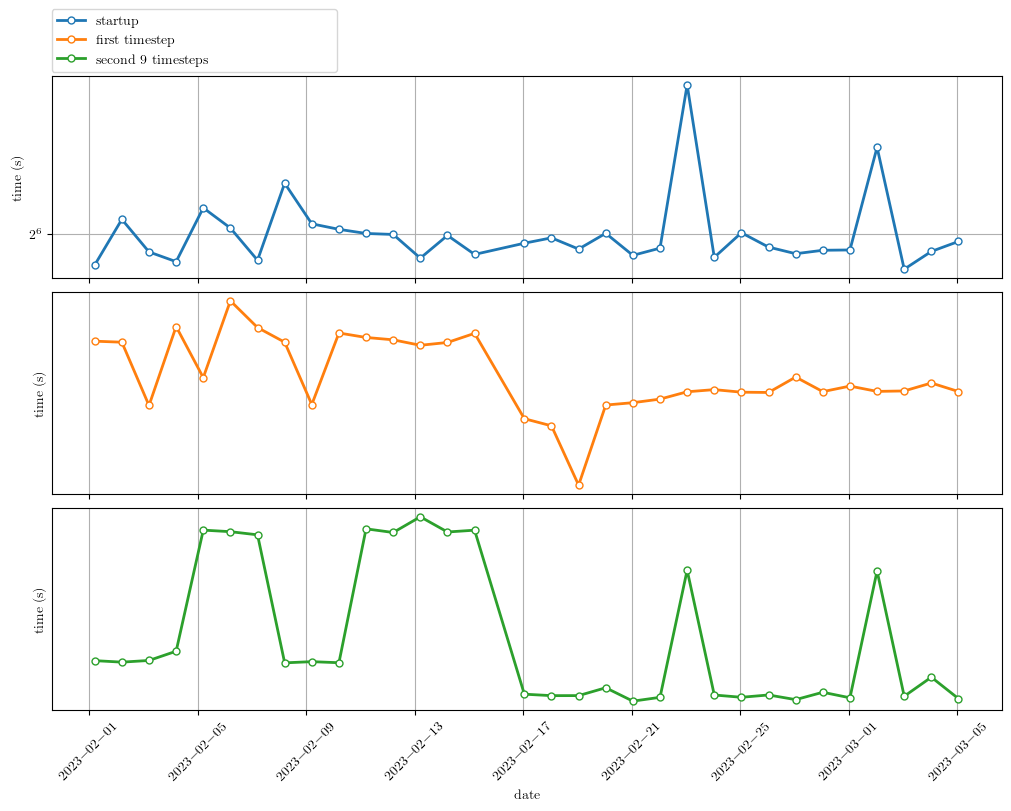 startup
first timestep
second 9 timesteps
time (s)
2⁶
time (s)
time (s)
2023−02−01
2023−02−05
2023−02−09
2023−02−13
2023−02−17
2023−02−21
2023−02−25
2023−03−01
2023−03−05
date